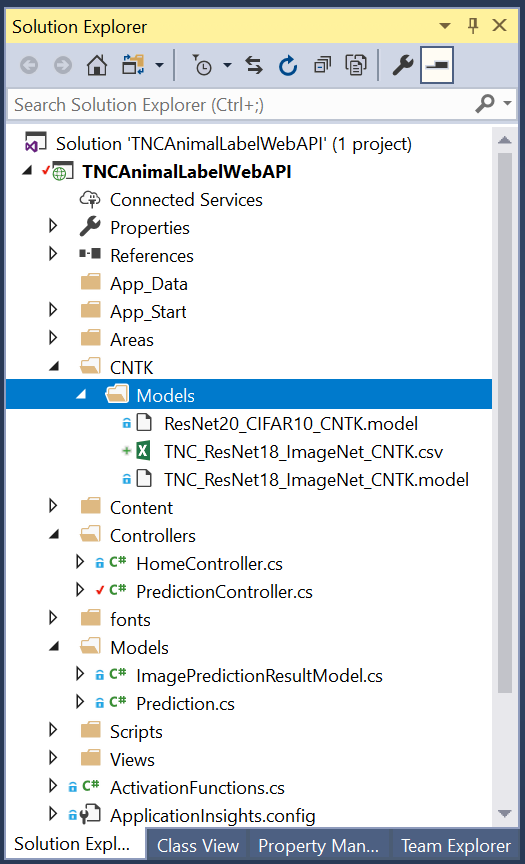 Solution Explorer
Search Solution Explorer (Ctrl+;)
Solution 'TNCAnimalLabelWebAPI' (1 project)
TNCAnimalLabelWebAPI
Connected Services
Properties
References
App_Data
App_Start
Areas
CNTK
Models
ResNet20_CIFAR10_CNTK.model
TNC_ResNet18_ImageNet_CNTK.csv
TNC_ResNet18_ImageNet_CNTK.model
Content
Controllers
C# HomeController.cs
C# PredictionController.cs
fonts
Models
C# ImagePredictionResultModel.cs
C# Prediction.cs
Scripts
Views
C# ActivationFunctions.cs
ApplicationInsights.config
Solution Expl... Class View Property Man... Team Explorer